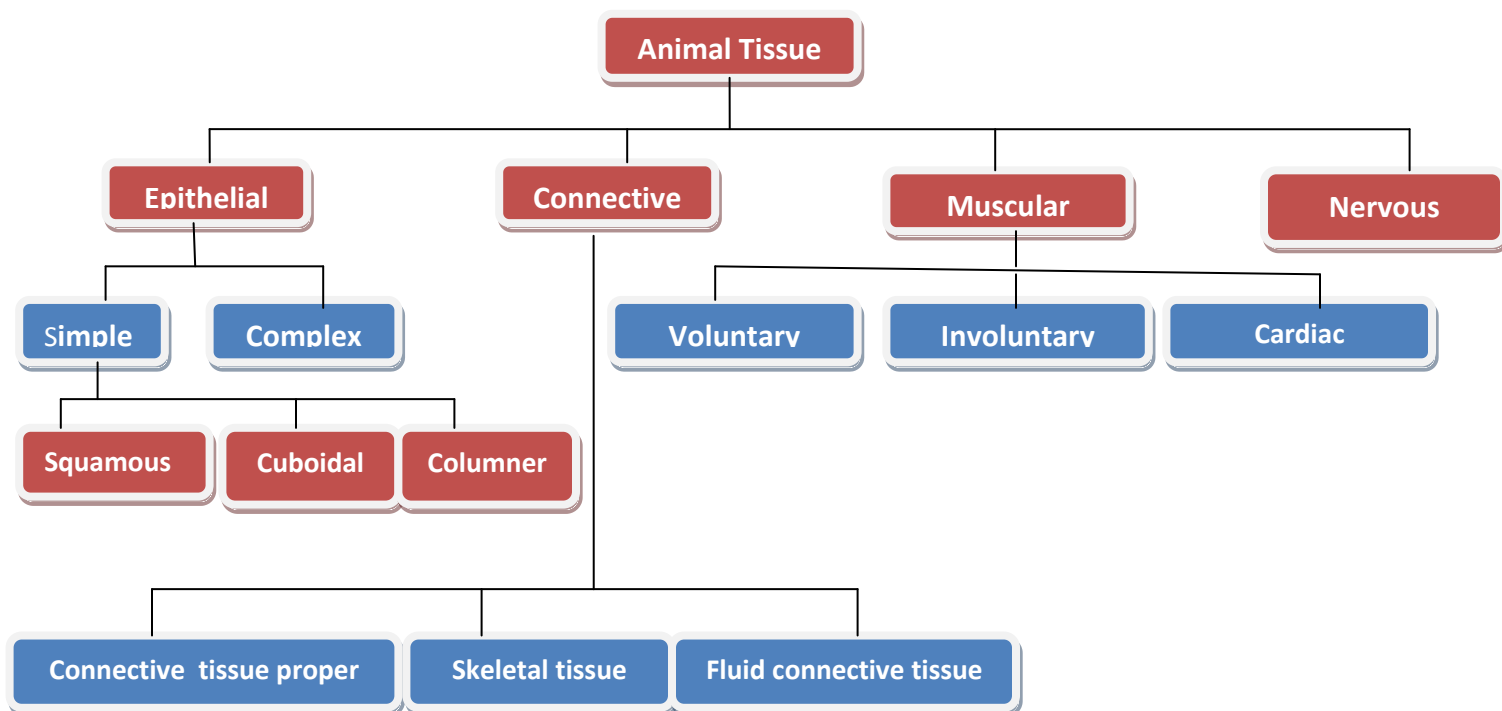 Animal Tissue
Epithelial
Connective
Muscular
Nervous
Simple
Complex
Voluntary
Involuntary
Cardiac
Squamous
Cuboidal
Columner
Connective tissue proper
Skeletal tissue
Fluid connective tissue